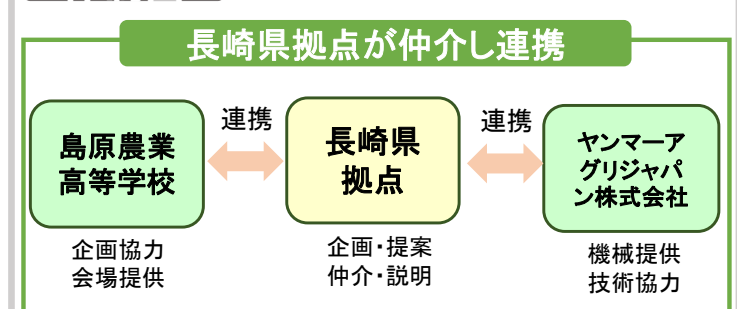 長崎県拠点が仲介し連携
島原農業
高等学校
連携
長崎県
拠点
連携
ヤンマーア
グリジャパ
ン株式会社
企画協力
会場提供
企画・提案
仲介・説明
機械提供
技術協力